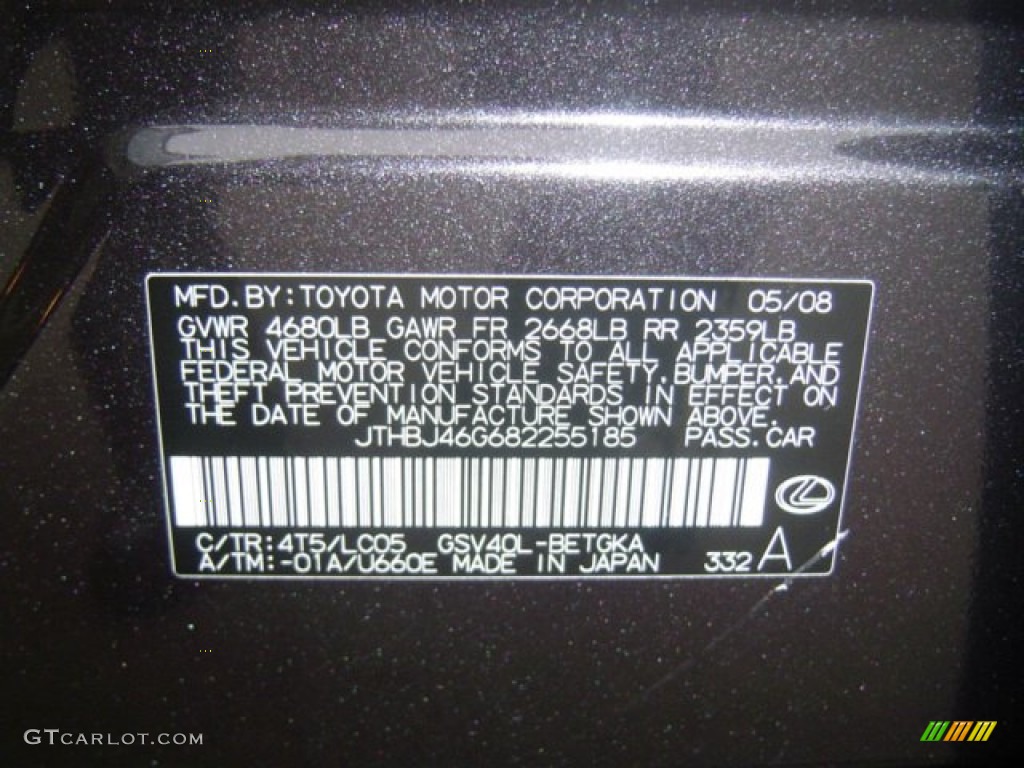 MFD.BY:TOYOTA MOTOR CORPORATION 05/08
GVWR 4680LB GAWR FR 2668LB RR 2359LB
THIS VEHICLE CONFORMS TO ALL APPLICABLE
FEDERAL MOTOR VEHICLE SAFETY,BUMPER,AND
THEFT PREVENTION STANDARDS IN EFFECT ON
THE DATE OF MANUFACTURE SHOWN ABOVE.
JTHBJ46G682255185 PASS.CAR
C/TR:4T5/LC05 GSV40L-BETGKA
A/TM:-01A/U660E MADE IN JAPAN 332 A
GTCARLOT.COM